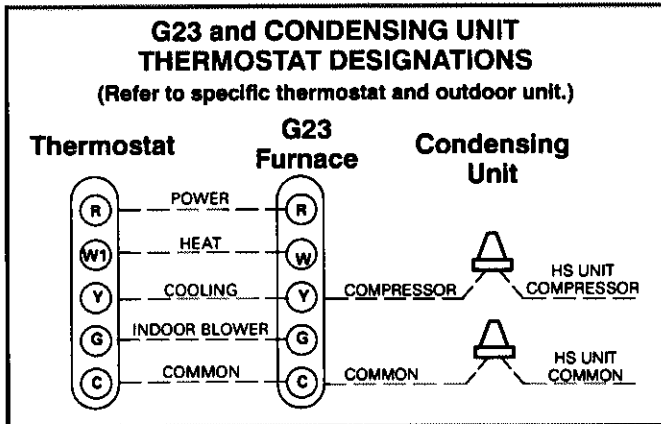 G23 and CONDENSING UNIT
THERMOSTAT DESIGNATIONS
(Refer to specific thermostat and outdoor unit.)
Thermostat
G23
Furnace
Condensing
Unit
R
POWER
R
W1
HEAT
W
Y
COOLING
Y
COMPRESSOR
HS UNIT
COMPRESSOR
G
INDOOR BLOWER
G
C
COMMON
C
COMMON
HS UNIT
COMMON